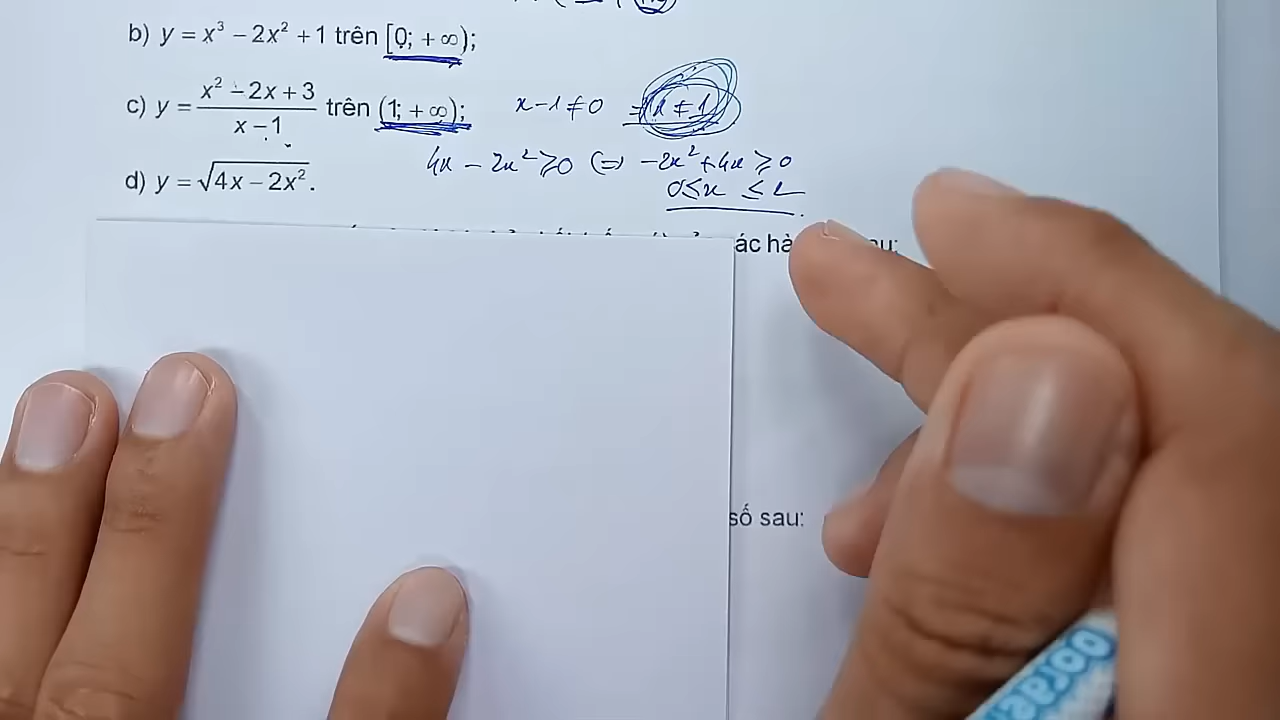 b) y = x³ − 2x² + 1 trên [0; + ∞);
c) y = (x² − 2x + 3)/(x − 1) trên (1; + ∞); x − 1 ≠ 0 ⇒ x ≠ 1
4x − 2x² ⩾ 0 (=) −2x² + 4x ⩾ 0
d) y = √(4x − 2x²). 0 ≤ x ≤ 2
ác hà au:
số sau: